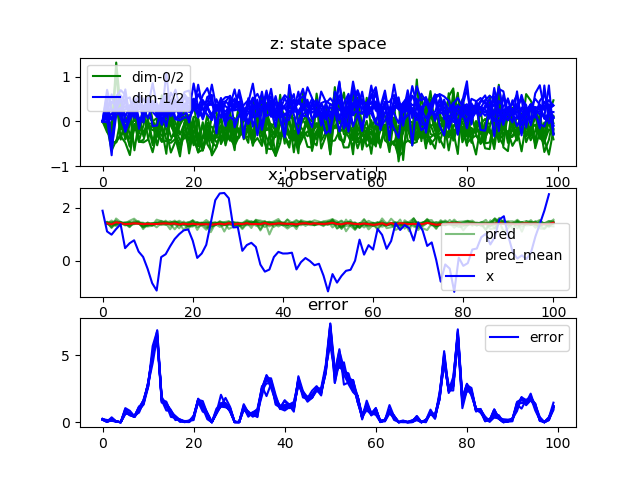 z: state space
1
0
−1
dim-0/2
dim-1/2
0 20 40 60 80 100
x: observation
2
0
pred
pred_mean
x
0 20 40 60 80 100
error
5
0
error
0 20 40 60 80 100